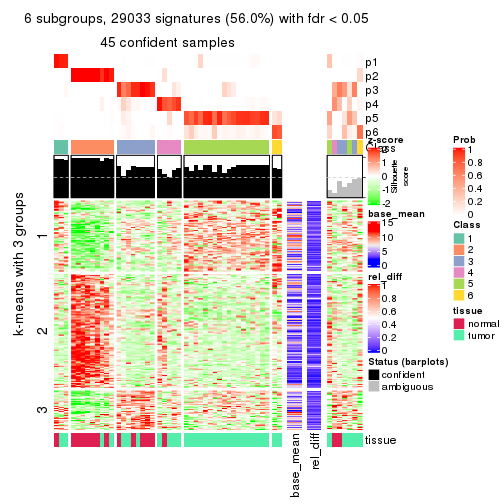 6 subgroups, 29033 signatures (56.0%) with fdr < 0.05
45 confident samples
p1
p2
p3
p4
p5
p6
Class
z-score
2
1
0
-1
-2
Silhouette
score
k-means with 3 groups
1
2
3
base_mean
15
10
5
0
rel_diff
1
0.8
0.6
0.4
0.2
0
Status (barplots)
confident
ambiguous
tissue
base_mean
rel_diff
Prob
1
0.8
0.6
0.4
0.2
0
Class
1
2
3
4
5
6
tissue
normal
tumor